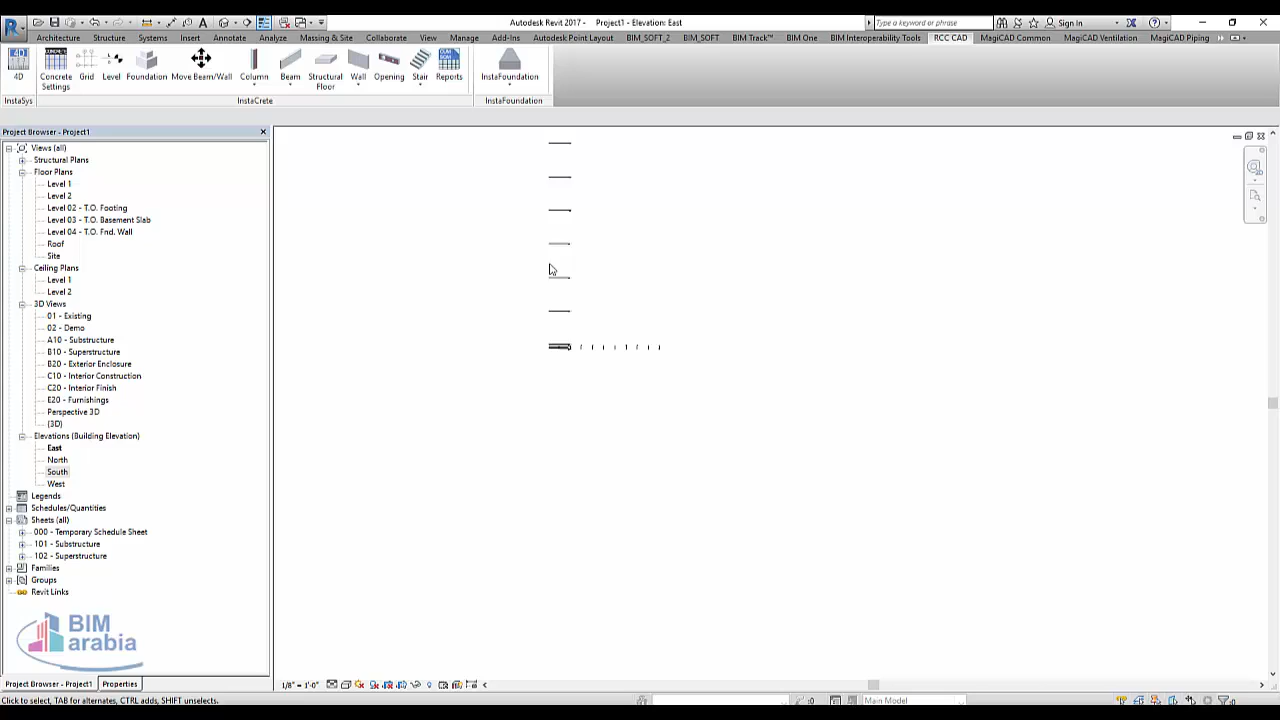 Autodesk Revit 2017 - Project1 - Elevation: East
Type a keyword or phrase
Sign In
Architecture Structure Systems Insert Annotate Analyze Massing & Site Collaborate View Manage Add-Ins Autodesk Point Layout BIM_SOFT_2 BIM_SOFT BIM Track™ BIM One BIM Interoperability Tools RCC CAD MagiCAD Common MagiCAD Ventilation MagiCAD Piping
4D Concrete Settings Grid Level Foundation Move Beam/Wall Column Beam Structural Floor Wall Opening Stair Reports InstaFoundation
InstaSys InstaCrete InstaFoundation
Project Browser - Project1
Views (all)
Structural Plans
Floor Plans
Level 1
Level 2
Level 02 - T.O. Footing
Level 03 - T.O. Basement Slab
Level 04 - T.O. Fnd. Wall
Roof
Site
Ceiling Plans
Level 1
Level 2
3D Views
01 - Existing
02 - Demo
A10 - Substructure
B10 - Superstructure
B20 - Exterior Enclosure
C10 - Interior Construction
C20 - Interior Finish
E20 - Furnishings
Perspective 3D
{3D}
Elevations (Building Elevation)
East
North
South
West
Legends
Schedules/Quantities
Sheets (all)
000 - Temporary Schedule Sheet
101 - Substructure
102 - Superstructure
Families
Groups
Revit Links
BIM
arabia
Project Browser - Project1 Properties
1/8" = 1'-0"
Click to select, TAB for alternates, CTRL adds, SHIFT unselects.
:0
Main Model
:0